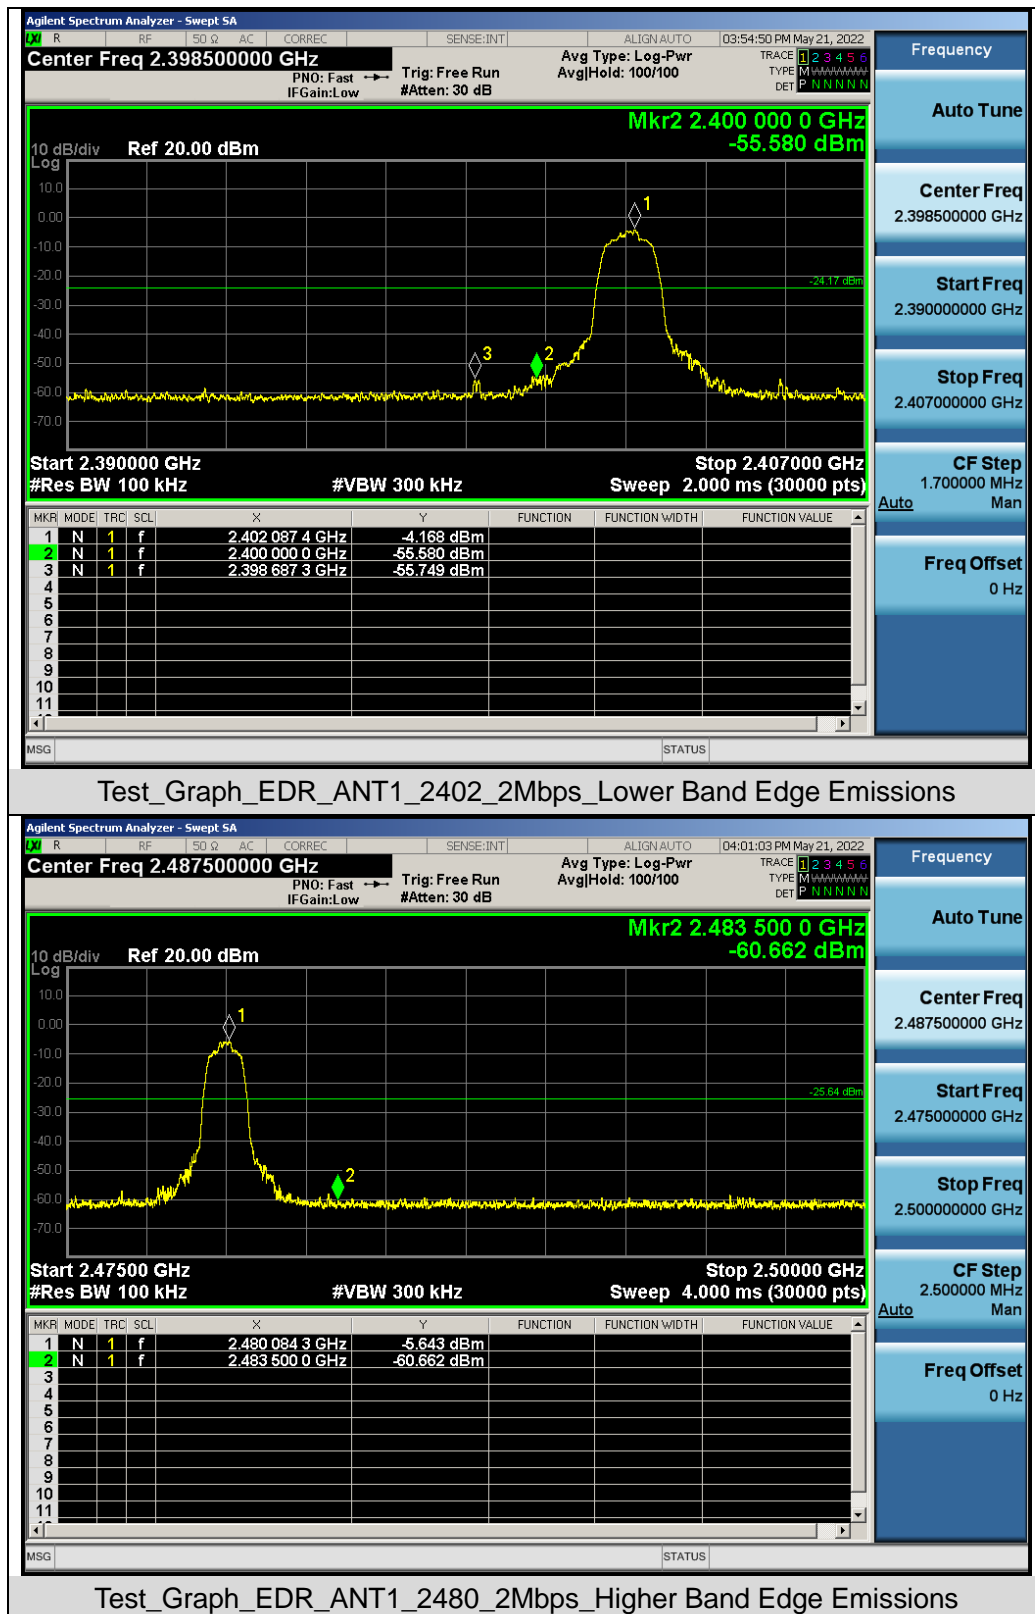 Agilent Spectrum Analyzer - Swept SA
LXI R RF 50 Ω AC CORREC SENSE:INT ALIGN AUTO 03:54:50 PM May 21, 2022
Center Freq 2.398500000 GHz Avg Type: Log-Pwr TRACE 1 2 3 4 5 6
PNO: Fast Trig: Free Run Avg|Hold: 100/100 TYPE M WWWWW
IFGain:Low #Atten: 30 dB DET P N N N N N
Frequency
Auto Tune
Center Freq
2.398500000 GHz
Start Freq
2.390000000 GHz
Stop Freq
2.407000000 GHz
CF Step
1.700000 MHz
Auto Man
Freq Offset
0 Hz
Mkr2 2.400 000 0 GHz
-55.580 dBm
10 dB/div Ref 20.00 dBm
Log
10.0
0.00
-10.0
-20.0
-30.0
-40.0
-50.0
-60.0
-70.0
1
-24.17 dBm
3
2
Start 2.390000 GHz Stop 2.407000 GHz
#Res BW 100 kHz #VBW 300 kHz Sweep 2.000 ms (30000 pts)
MKR MODE TRC SCL X Y FUNCTION FUNCTION WIDTH FUNCTION VALUE
1 N 1 f 2.402 087 4 GHz -4.168 dBm
2 N 1 f 2.400 000 0 GHz -55.580 dBm
3 N 1 f 2.398 687 3 GHz -55.749 dBm
4
5
6
7
8
9
10
11
MSG STATUS
Test_Graph_EDR_ANT1_2402_2Mbps_Lower Band Edge Emissions
Agilent Spectrum Analyzer - Swept SA
LXI R RF 50 Ω AC CORREC SENSE:INT ALIGN AUTO 04:01:03 PM May 21, 2022
Center Freq 2.487500000 GHz Avg Type: Log-Pwr TRACE 1 2 3 4 5 6
PNO: Fast Trig: Free Run Avg|Hold: 100/100 TYPE M WWWWW
IFGain:Low #Atten: 30 dB DET P N N N N N
Frequency
Auto Tune
Center Freq
2.487500000 GHz
Start Freq
2.475000000 GHz
Stop Freq
2.500000000 GHz
CF Step
2.500000 MHz
Auto Man
Freq Offset
0 Hz
Mkr2 2.483 500 0 GHz
-60.662 dBm
10 dB/div Ref 20.00 dBm
Log
10.0
0.00
-10.0
-20.0
-30.0
-40.0
-50.0
-60.0
-70.0
1
-25.64 dBm
2
Start 2.47500 GHz Stop 2.50000 GHz
#Res BW 100 kHz #VBW 300 kHz Sweep 4.000 ms (30000 pts)
MKR MODE TRC SCL X Y FUNCTION FUNCTION WIDTH FUNCTION VALUE
1 N 1 f 2.480 084 3 GHz -5.643 dBm
2 N 1 f 2.483 500 0 GHz -60.662 dBm
3
4
5
6
7
8
9
10
11
MSG STATUS
Test_Graph_EDR_ANT1_2480_2Mbps_Higher Band Edge Emissions